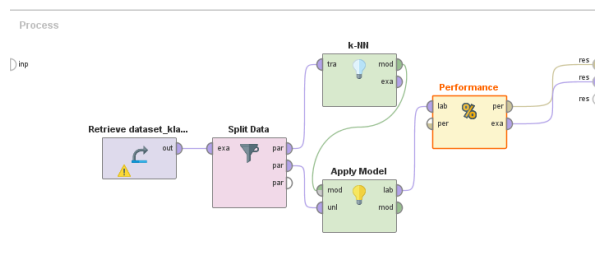 Process
inp
res
res
res
k-NN
tra
mod
exa
Performance
lab
per
per
exa
Retrieve dataset_kla...
out
Split Data
exa
par
par
par
Apply Model
mod
lab
unl
mod